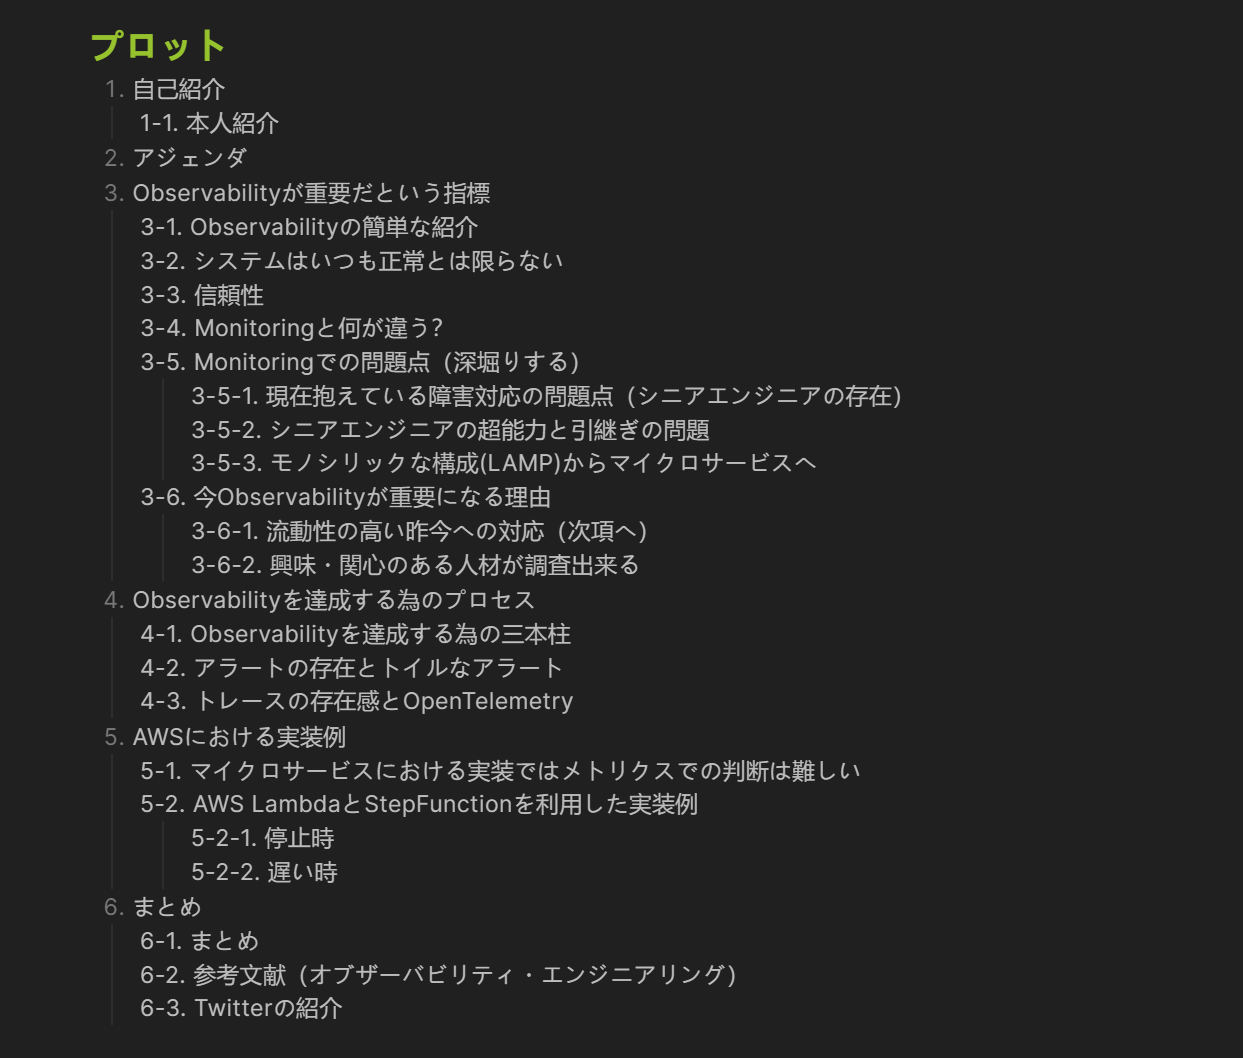 プロット
1. 自己紹介
1-1. 本人紹介
2. アジェンダ
3. Observabilityが重要だという指標
3-1. Observabilityの簡単な紹介
3-2. システムはいつも正常とは限らない
3-3. 信頼性
3-4. Monitoringと何が違う?
3-5. Monitoringでの問題点（深堀りする）
3-5-1. 現在抱えている障害対応の問題点（シニアエンジニアの存在）
3-5-2. シニアエンジニアの超能力と引継ぎの問題
3-5-3. モノシリックな構成(LAMP)からマイクロサービスへ
3-6. 今Observabilityが重要になる理由
3-6-1. 流動性の高い昨今への対応（次項へ）
3-6-2. 興味・関心のある人材が調査出来る
4. Observabilityを達成する為のプロセス
4-1. Observabilityを達成する為の三本柱
4-2. アラートの存在とトイルなアラート
4-3. トレースの存在感とOpenTelemetry
5. AWSにおける実装例
5-1. マイクロサービスにおける実装ではメトリクスでの判断は難しい
5-2. AWS LambdaとStepFunctionを利用した実装例
5-2-1. 停止時
5-2-2. 遅い時
6. まとめ
6-1. まとめ
6-2. 参考文献（オブザーバビリティ・エンジニアリング）
6-3. Twitterの紹介